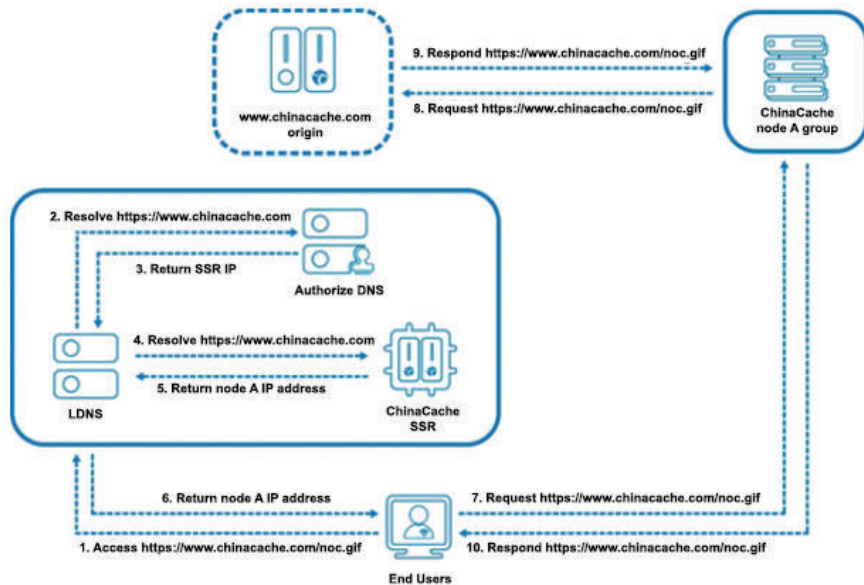 9. Respond https://www.chinacache.com/noc.gif
www.chinacache.com
origin
8. Request https://www.chinacache.com/noc.gif
ChinaCache
node A group
2. Resolve https://www.chinacache.com
3. Return SSR IP
Authorize DNS
4. Resolve https://www.chinacache.com
5. Return node A IP address
LDNS
ChinaCache
SSR
6. Return node A IP address
7. Request https://www.chinacache.com/noc.gif
1. Access https://www.chinacache.com/noc.gif
10. Respond https://www.chinacache.com/noc.gif
End Users